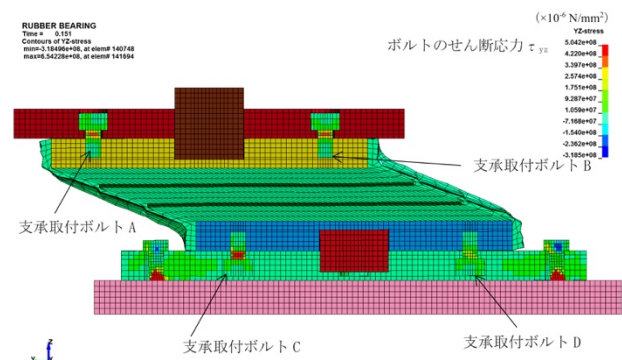 RUBBER BEARING
Time = 0.151
Contours of YZ-stress
min=-3.18496e+08, at elem# 140748
max=6.54228e+08, at elem# 141694
(×10⁻⁶ N/mm²)
YZ-stress
ボルトのせん断応力τyz
5.042e+08
4.220e+08
3.397e+08
2.574e+08
1.751e+08
9.287e+07
1.059e+07
-7.168e+07
-1.540e+08
-2.362e+08
-3.185e+08
支承取付ボルトB
支承取付ボルトA
支承取付ボルトC
支承取付ボルトD
Z
X
Y